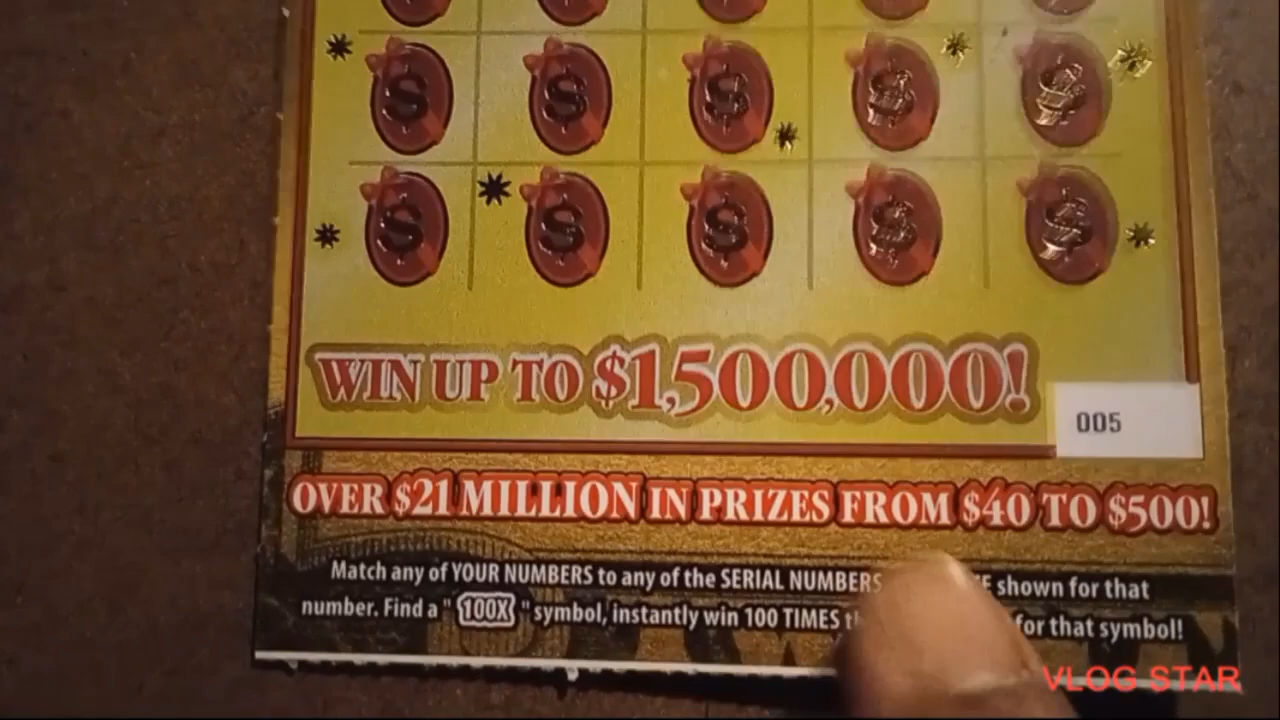 WIN UP TO $1,500,000!
005
OVER $21 MILLION IN PRIZES FROM $40 TO $500!
Match any of YOUR NUMBERS to any of the SERIAL NUMBERS shown for that
number. Find a " 100X " symbol, instantly win 100 TIMES for that symbol!
VLOG STAR